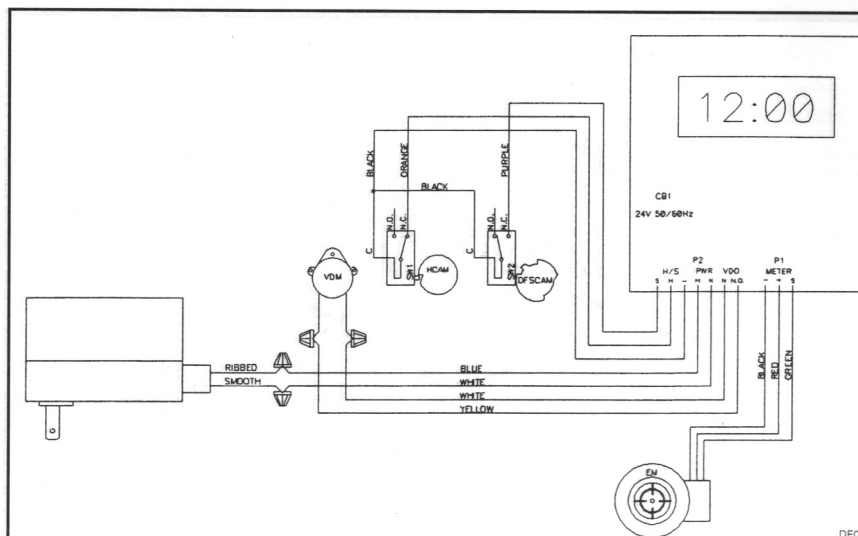 12:00
CB1
24V 50/60Hz
P2
P1
H/S
PWR
VDO
METER
S
H
–
H
N
N
N.O.
–
+
S
BLACK
ORANGE
PURPLE
BLACK
N.O.
N.C.
N.O.
N.C.
C
C
SW1
HCAM
SW2
DFSCAM
VDM
RIBBED
SMOOTH
BLUE
WHITE
WHITE
YELLOW
BLACK
RED
GREEN
EM